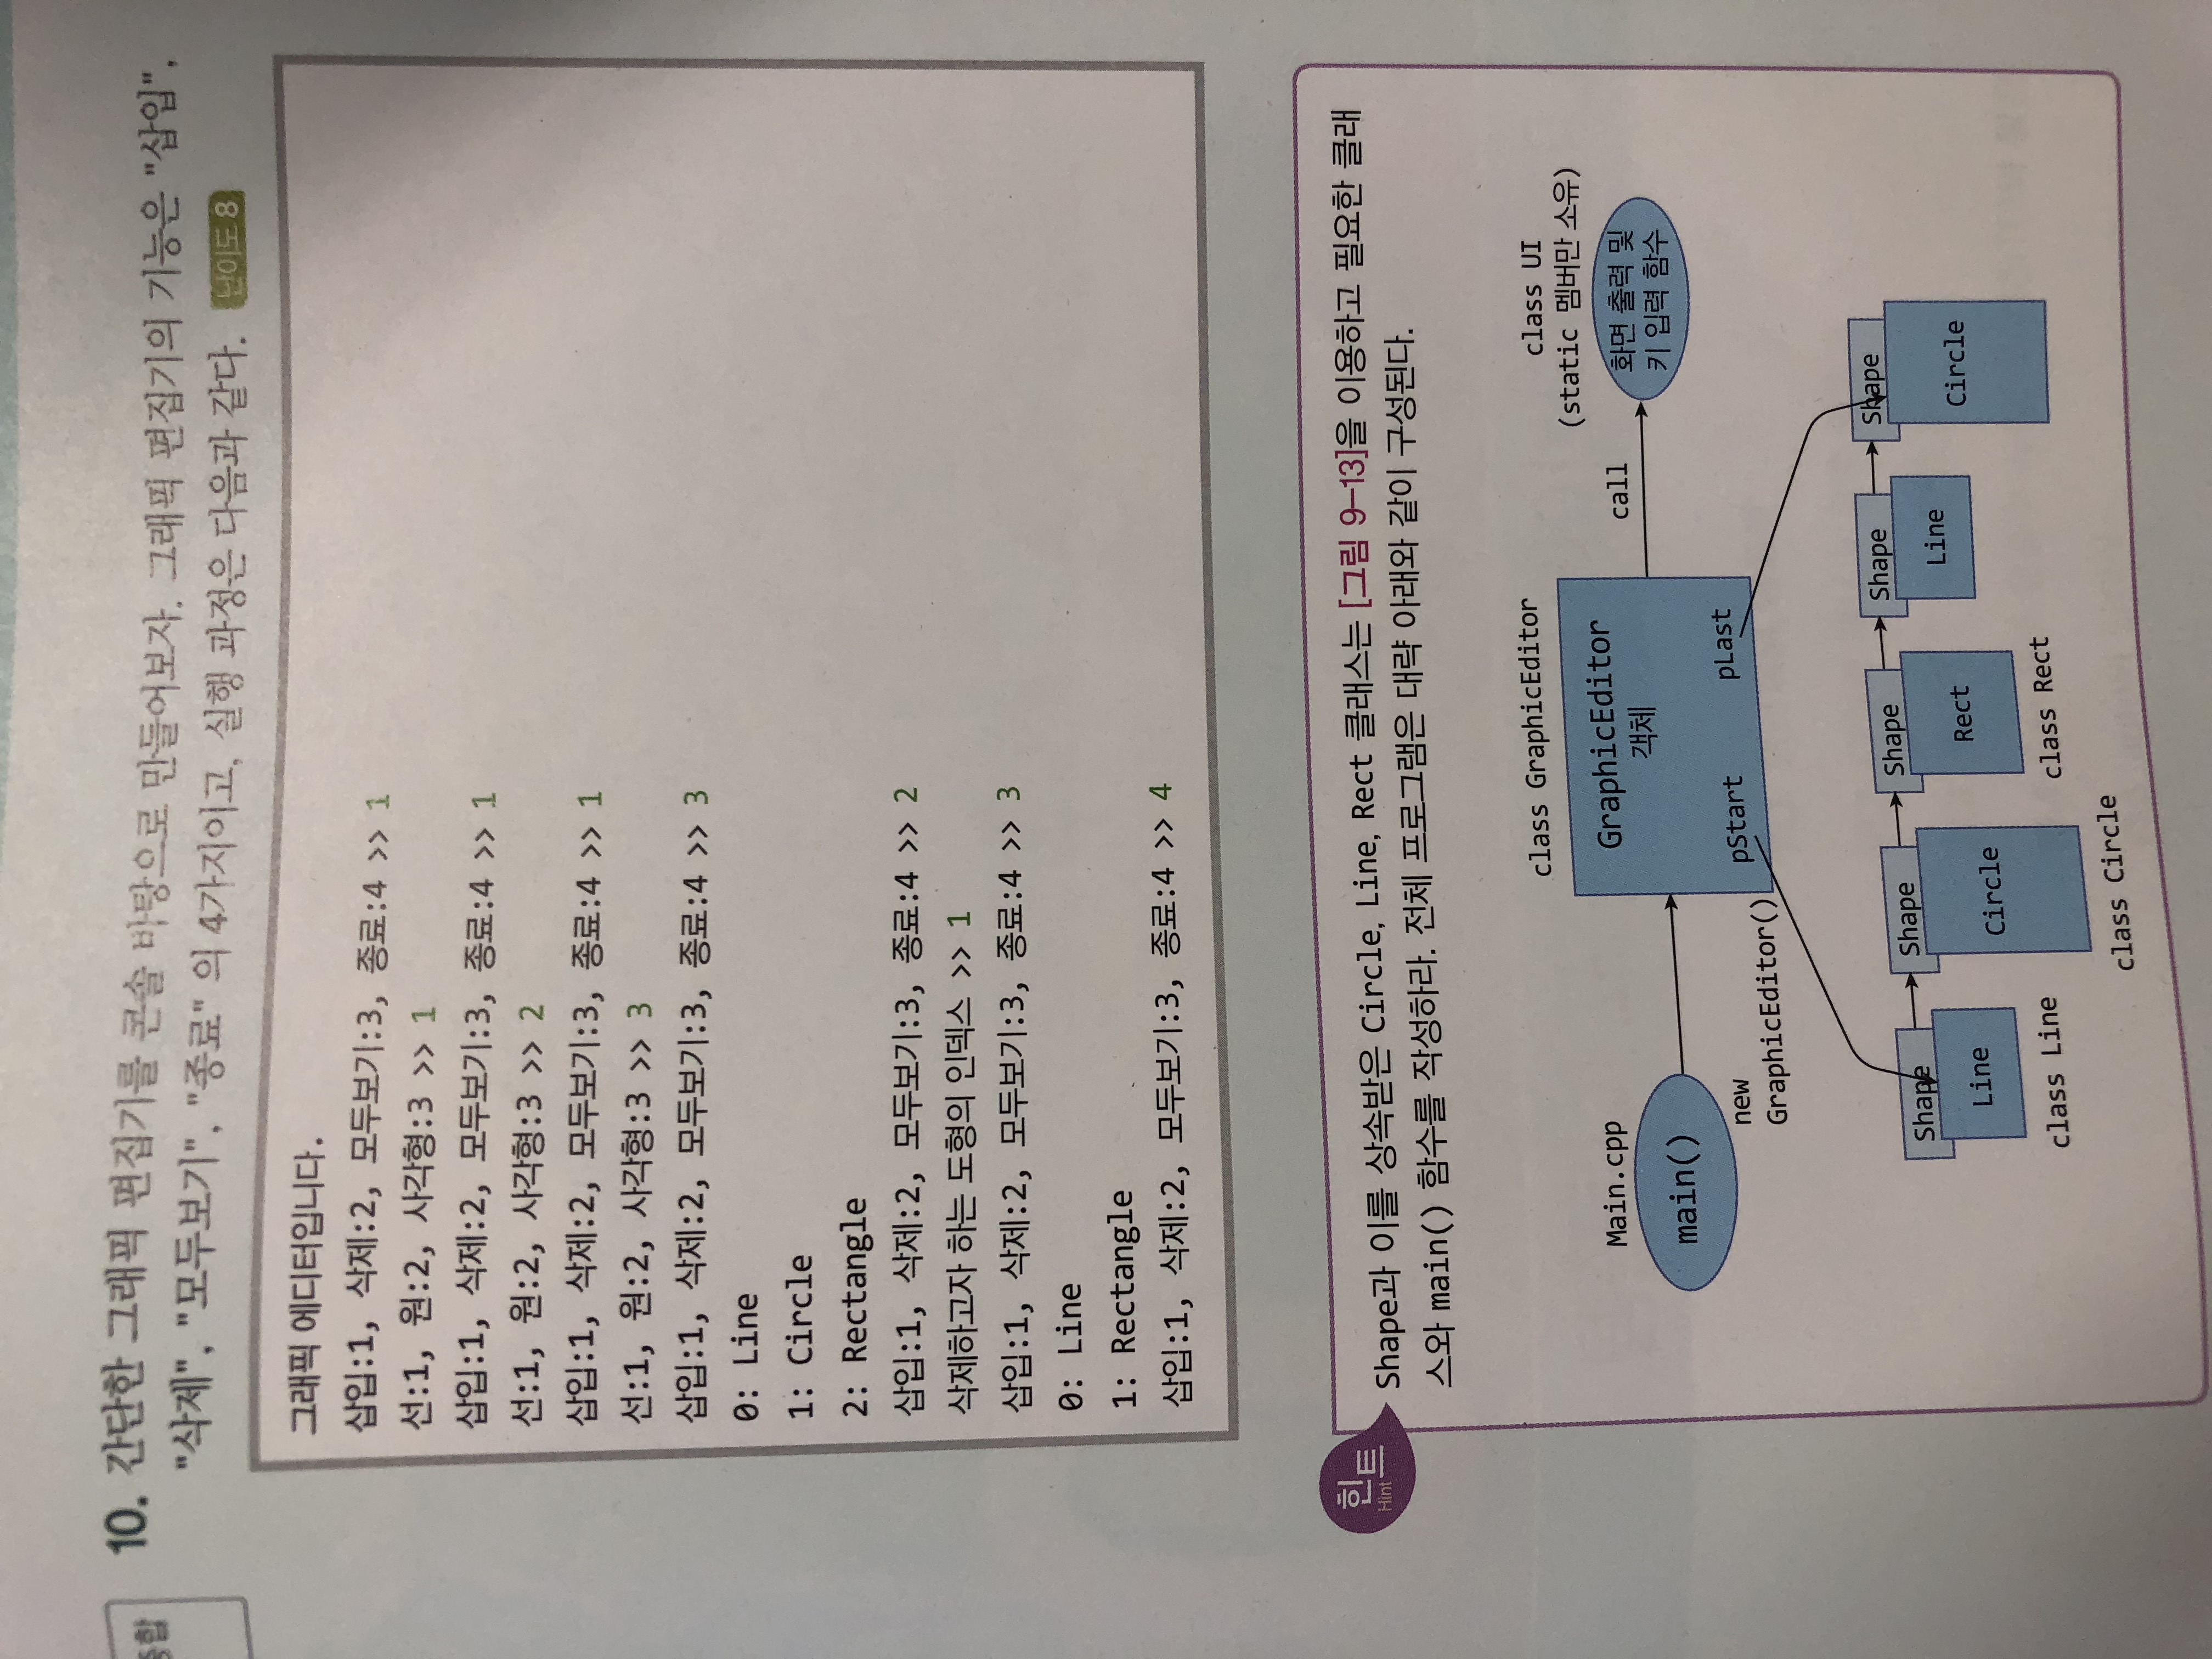 종합
10. 간단한 그래픽 편집기를 콘솔 바탕으로 만들어보자. 그래픽 편집기의 기능은 "삽입",
"삭제", "모두보기", "종료" 의 4가지이고, 실행 과정은 다음과 같다. 난이도 8
그래픽 에디터입니다.
삽입:1, 삭제:2, 모두보기:3, 종료:4 >> 1
선:1, 원:2, 사각형:3 >> 1
삽입:1, 삭제:2, 모두보기:3, 종료:4 >> 1
선:1, 원:2, 사각형:3 >> 2
삽입:1, 삭제:2, 모두보기:3, 종료:4 >> 1
선:1, 원:2, 사각형:3 >> 3
삽입:1, 삭제:2, 모두보기:3, 종료:4 >> 3
0: Line
1: Circle
2: Rectangle
삽입:1, 삭제:2, 모두보기:3, 종료:4 >> 2
삭제하고자 하는 도형의 인덱스 >> 1
삽입:1, 삭제:2, 모두보기:3, 종료:4 >> 3
0: Line
1: Rectangle
삽입:1, 삭제:2, 모두보기:3, 종료:4 >> 4
힌트
Hint
Shape과 이를 상속받은 Circle, Line, Rect 클래스는 [그림 9-13]을 이용하고 필요한 클래
스와 main() 함수를 작성하라. 전체 프로그램은 대략 아래와 같이 구성된다.
class GraphicEditor
class UI
(static 멤버만 소유)
Main.cpp
main()
GraphicEditor
객체
call
화면 출력 및
키 입력 함수
new
GraphicEditor()
pStart
pLast
Shape
Shape
Shape
Shape
Shape
Line
Circle
Rect
Line
Circle
class Line
class Rect
class Circle